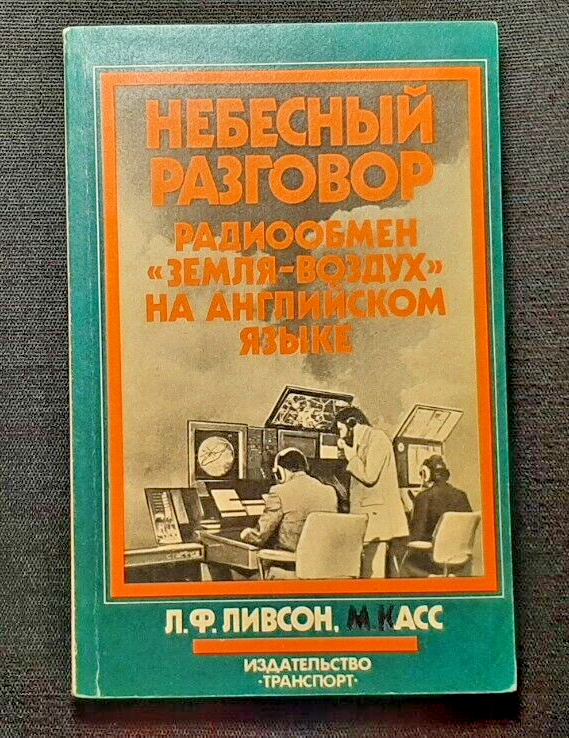 НЕБЕСНЫЙ
РАЗГОВОР
РАДИООБМЕН
«ЗЕМЛЯ-ВОЗДУХ»
НА АНГЛИЙСКОМ
ЯЗЫКЕ
Л.Ф. ЛИВСОН, М. КАСС
ИЗДАТЕЛЬСТВО
·ТРАНСПОРТ·